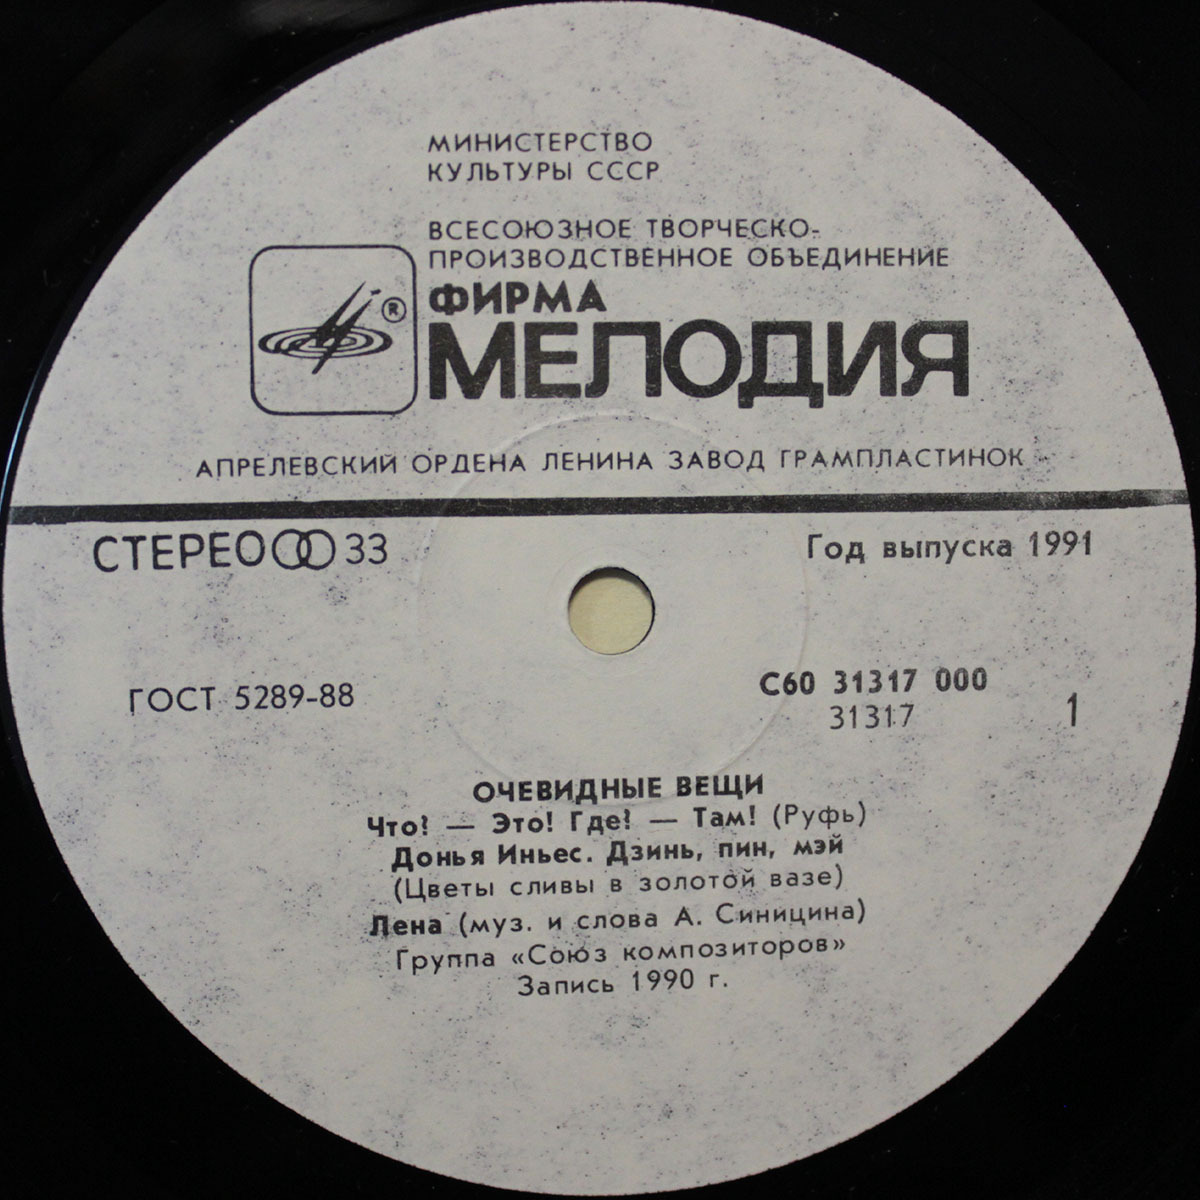 МИНИСТЕРСТВО
КУЛЬТУРЫ СССР
ВСЕСОЮЗНОЕ ТВОРЧЕСКО-
ПРОИЗВОДСТВЕННОЕ ОБЪЕДИНЕНИЕ
ФИРМА
®
МЕЛОДИЯ
АПРЕЛЕВСКИЙ ОРДЕНА ЛЕНИНА ЗАВОД ГРАМПЛАСТИНОК
СТЕРЕО 33
Год выпуска 1991
ГОСТ 5289-88
С60 31317 000
31317
1
ОЧЕВИДНЫЕ ВЕЩИ
Что? — Это! Где? — Там! (Руфь)
Донья Иньес. Дзинь, пин, мэй
(Цветы сливы в золотой вазе)
Лена (муз. и слова А. Синицина)
Группа «Союз композиторов»
Запись 1990 г.